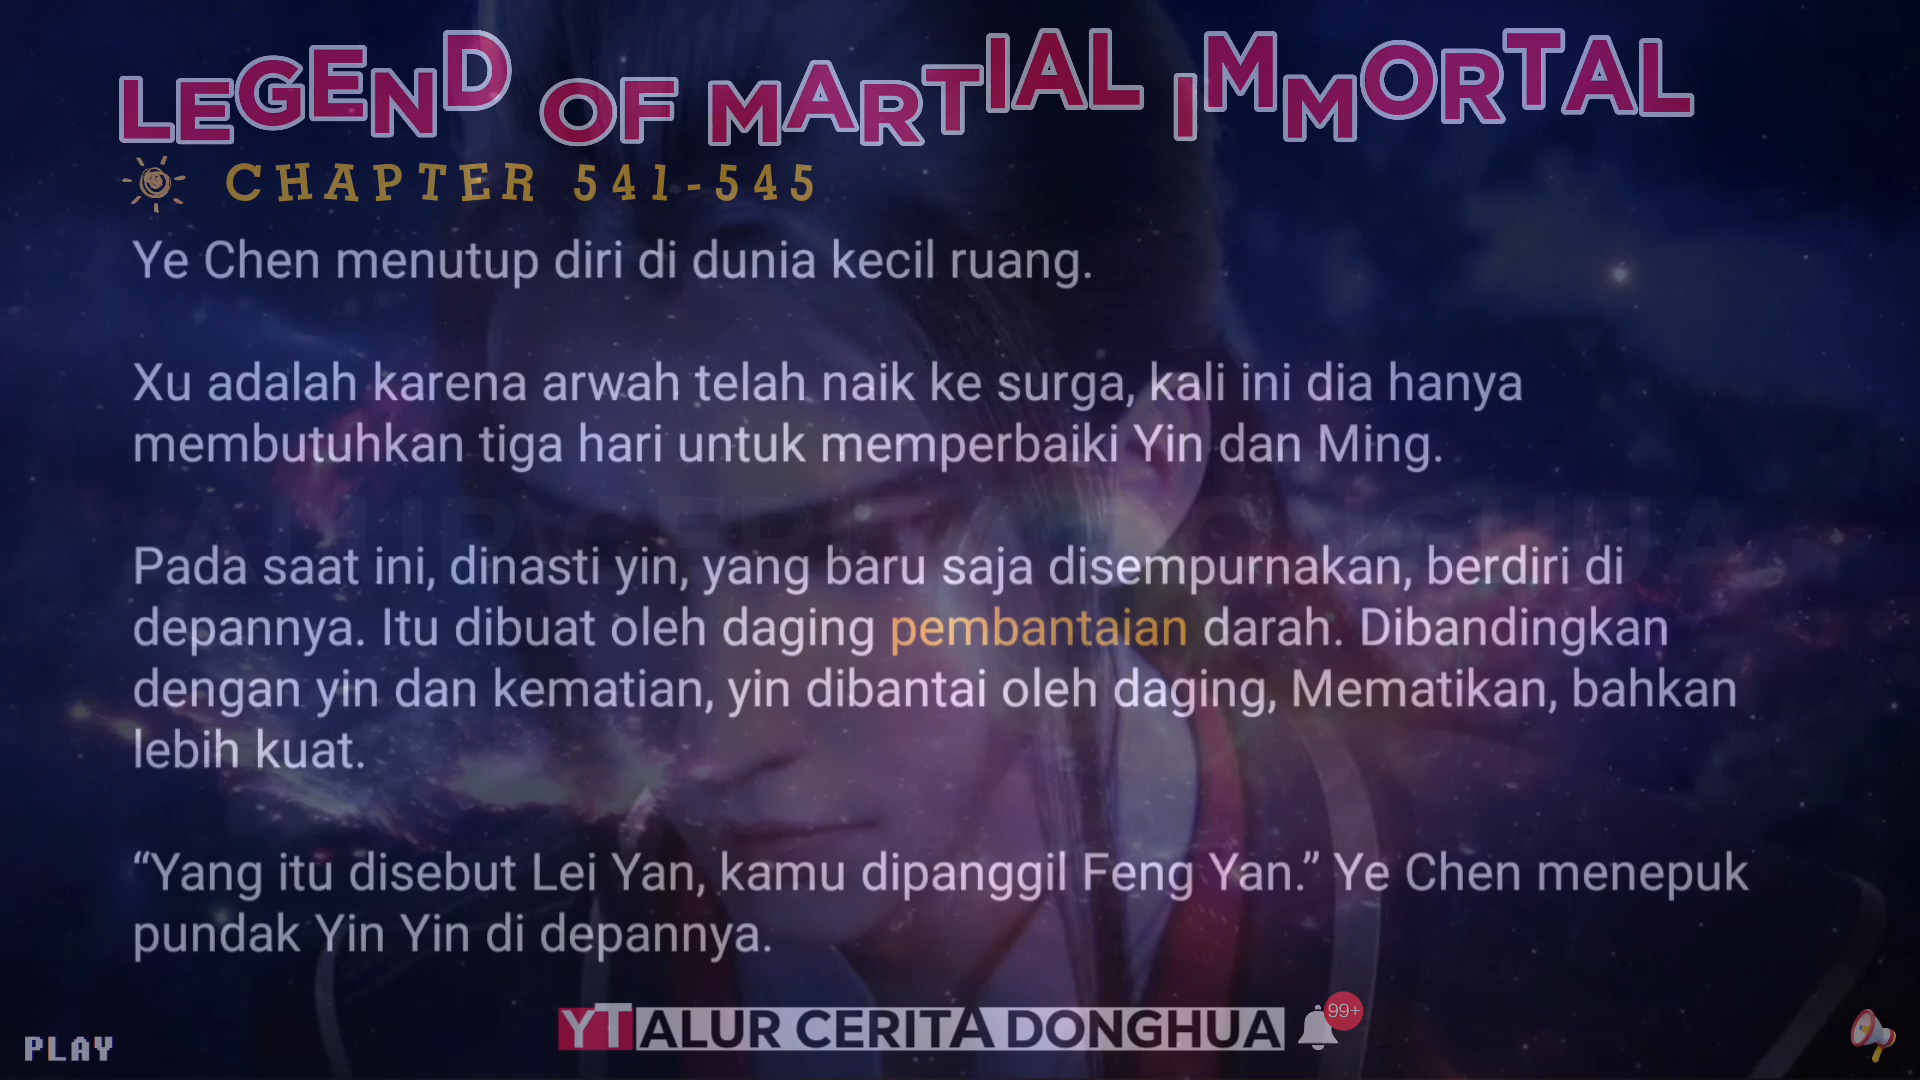 LEGEND OF MARTIAL IMMORTAL
CHAPTER 541-545
Ye Chen menutup diri di dunia kecil ruang.
Xu adalah karena arwah telah naik ke surga, kali ini dia hanya
membutuhkan tiga hari untuk memperbaiki Yin dan Ming.
ALUR CERITA DONGHUA
Pada saat ini, dinasti yin, yang baru saja disempurnakan, berdiri di
depannya. Itu dibuat oleh daging pembantaian darah. Dibandingkan
dengan yin dan kematian, yin dibantai oleh daging, Mematikan, bahkan
lebih kuat.
“Yang itu disebut Lei Yan, kamu dipanggil Feng Yan.” Ye Chen menepuk
pundak Yin Yin di depannya.
YT ALUR CERITA DONGHUA
99+
PLAY